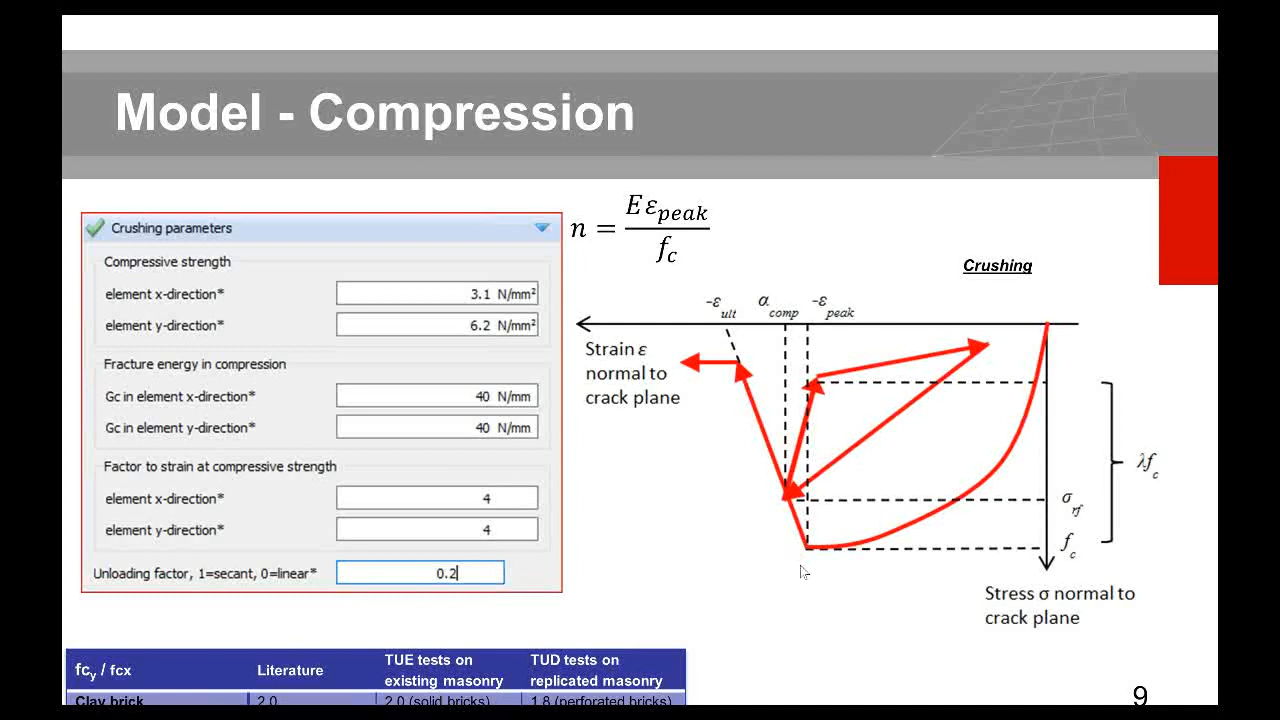 Model - Compression
Crushing parameters
Compressive strength
element x-direction* 3.1 N/mm²
element y-direction* 6.2 N/mm²
Fracture energy in compression
Gc in element x-direction* 40 N/mm
Gc in element y-direction* 40 N/mm
Factor to strain at compressive strength
element x-direction* 4
element y-direction* 4
Unloading factor, 1=secant, 0=linear* 0.2
n = Eε_peak / f_c
Crushing
-ε_ult α_comp -ε_peak
Strain ε
normal to
crack plane
λf_c
σ_rf
f_c
Stress σ normal to
crack plane
fc_y / fcx Literature TUE tests on existing masonry TUD tests on replicated masonry
Clay brick 2.0 2.0 (solid bricks) 1.8 (perforated bricks)
9